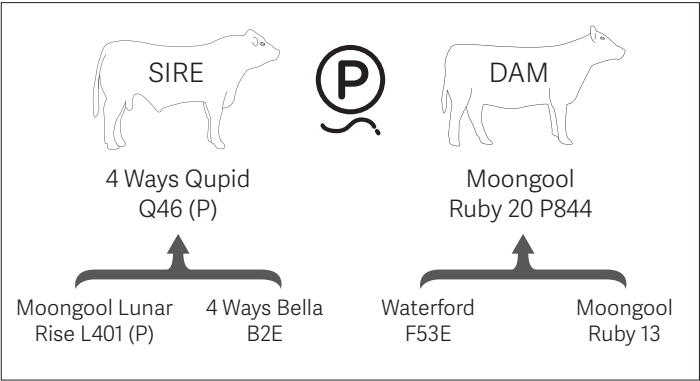 SIRE
P
DAM
4 Ways Qupid
Q46 (P)
Moongool
Ruby 20 P844
Moongool Lunar
Rise L401 (P)
4 Ways Bella
B2E
Waterford
F53E
Moongool
Ruby 13